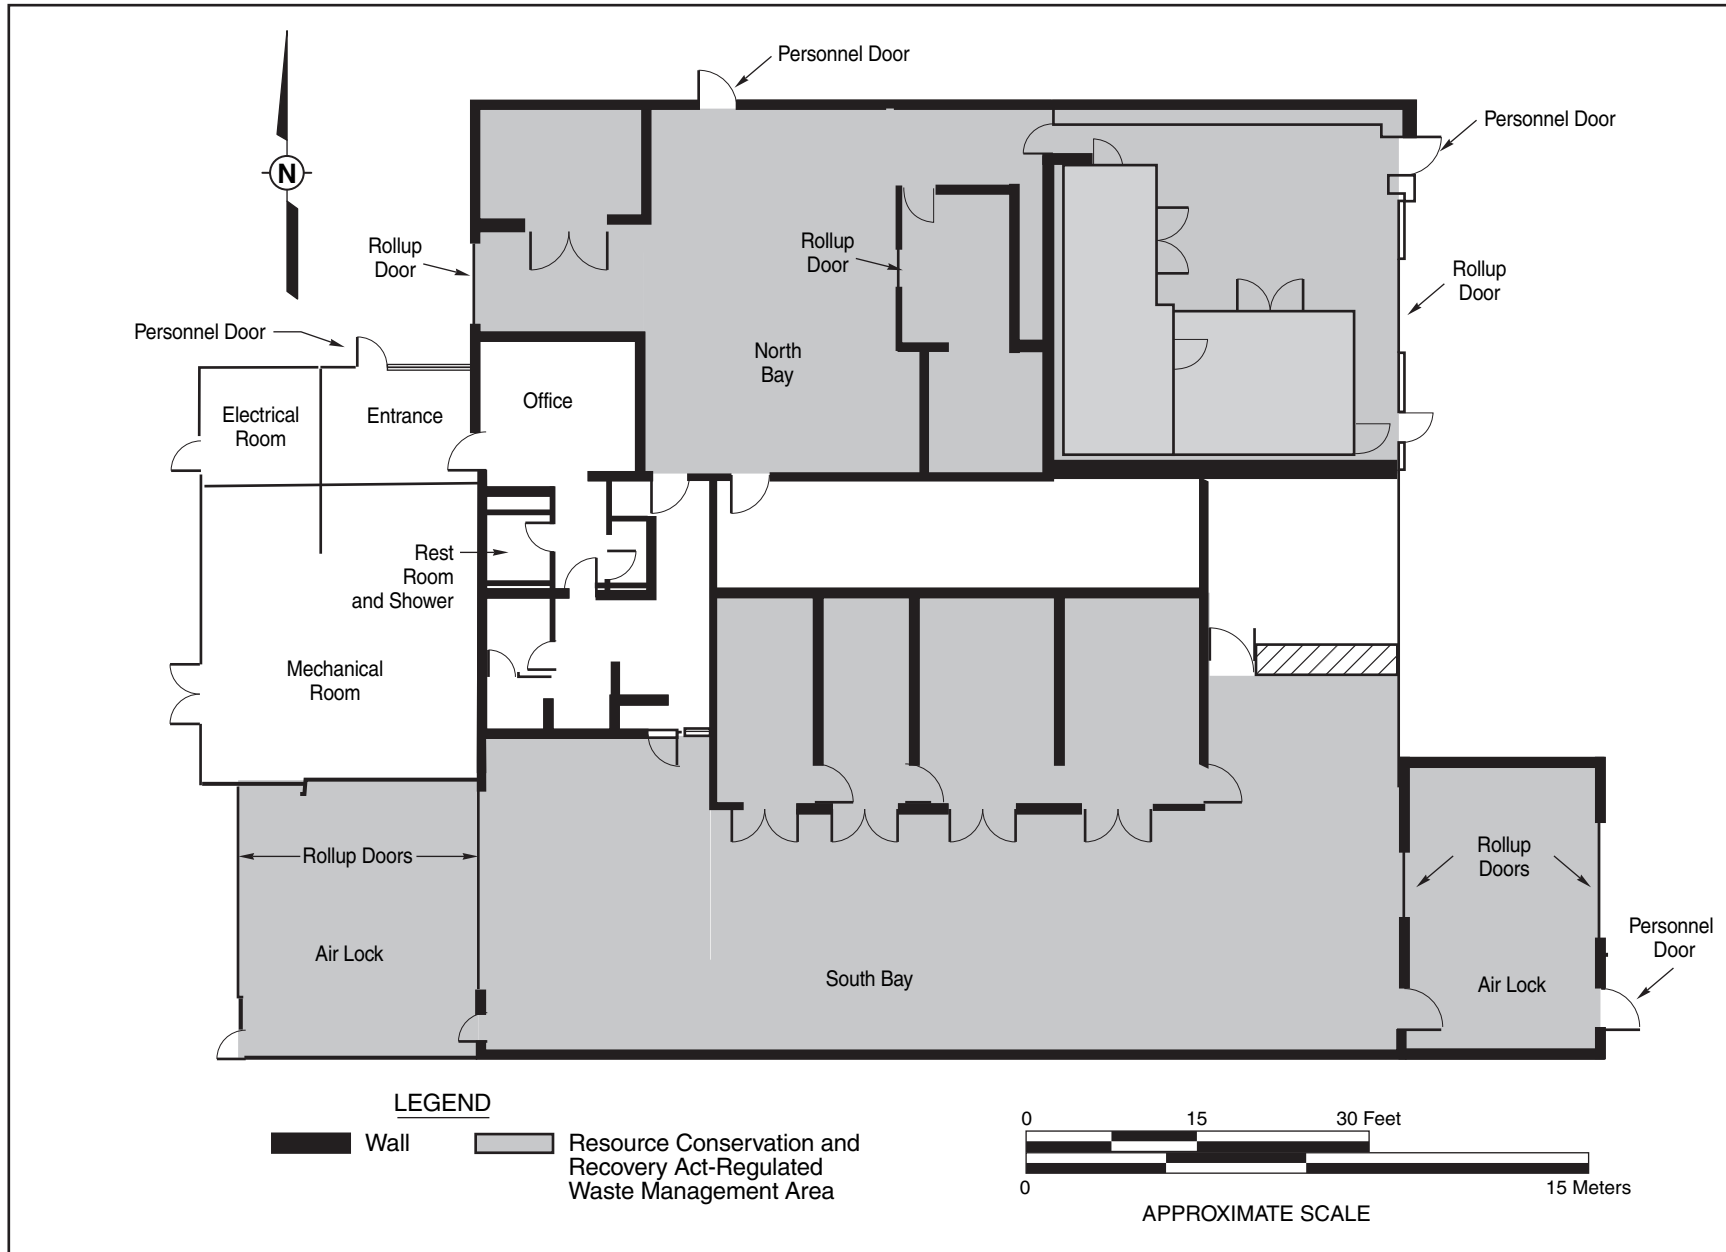 Personnel Door
Personnel Door
N
Rollup
Door
Rollup
Door
Rollup
Door
Personnel Door
North
Bay
Office
Electrical
Room
Entrance
Rest
Room
and Shower
Mechanical
Room
Rollup Doors
Rollup
Doors
Air Lock
South Bay
Air Lock
Personnel
Door
LEGEND
Wall
Resource Conservation and
Recovery Act-Regulated
Waste Management Area
0 15 30 Feet
0 15 Meters
APPROXIMATE SCALE